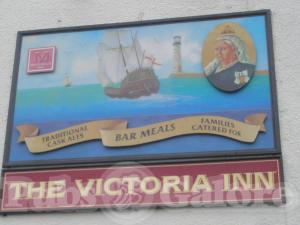 M
TRADITIONAL
CASK ALES
BAR MEALS
FAMILIES
CATERED FOR
THE VICTORIA INN
Pubs Galore